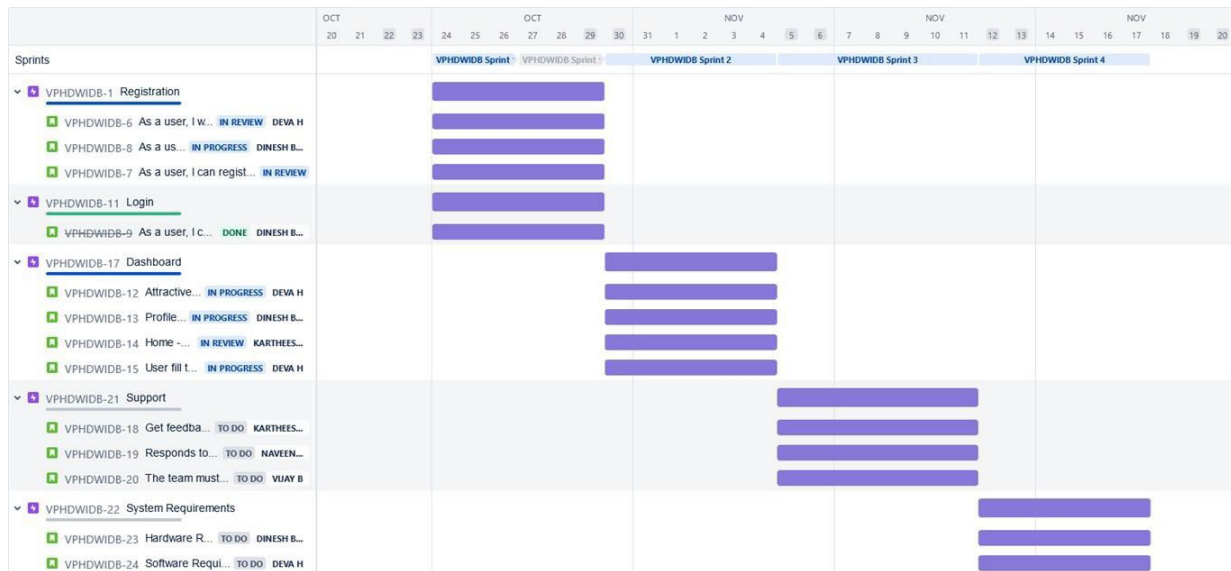 OCT OCT NOV NOV NOV
20 21 22 23 24 25 26 27 28 29 30 31 1 2 3 4 5 6 7 8 9 10 11 12 13 14 15 16 17 18 19 20
Sprints VPHDWIDB Sprint VPHDWIDB Sprint VPHDWIDB Sprint 2 VPHDWIDB Sprint 3 VPHDWIDB Sprint 4
VPHDWIDB-1 Registration
VPHDWIDB-6 As a user, I w... IN REVIEW DEVA H
VPHDWIDB-8 As a us... IN PROGRESS DINESH B...
VPHDWIDB-7 As a user, I can regist... IN REVIEW
VPHDWIDB-11 Login
VPHDWIDB-9 As a user, I c... DONE DINESH B...
VPHDWIDB-17 Dashboard
VPHDWIDB-12 Attractive... IN PROGRESS DEVA H
VPHDWIDB-13 Profile... IN PROGRESS DINESH B...
VPHDWIDB-14 Home -... IN REVIEW KARTHEES...
VPHDWIDB-15 User fill t... IN PROGRESS DEVA H
VPHDWIDB-21 Support
VPHDWIDB-18 Get feedba... TO DO KARTHEES...
VPHDWIDB-19 Responds to... TO DO NAVEEN...
VPHDWIDB-20 The team must... TO DO VIJAY B
VPHDWIDB-22 System Requirements
VPHDWIDB-23 Hardware R... TO DO DINESH B...
VPHDWIDB-24 Software Requi... TO DO DEVA H